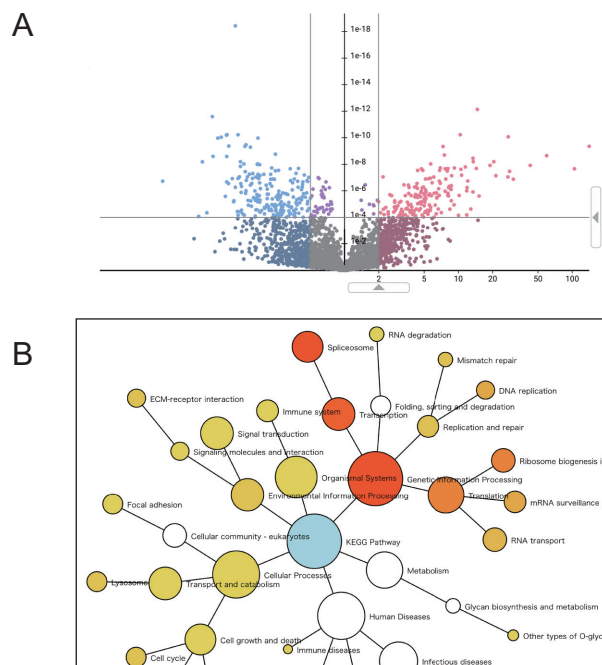 A
1e-18
1e-16
1e-14
1e-12
1e-10
1e-8
1e-6
1e-4
1e-2
2
5
10
20
50
100
B
RNA degradation
Spliceosome
Mismatch repair
ECM-receptor interaction
DNA replication
Immune system
Transcription
Folding, sorting and degradation
Signal transduction
Replication and repair
Signaling molecules and interaction
Ribosome biogenesis i
Organismal Systems
Genetic Information Processing
Environmental Information Processing
Translation
mRNA surveillance
Focal adhesion
Cellular community - eukaryotes
KEGG Pathway
RNA transport
Metabolism
Cellular Processes
Lysosome
Transport and catabolism
Glycan biosynthesis and metabolism
Human Diseases
Other types of O-glyc
Cell growth and death
Immune diseases
Cell cycle
Infectious diseases